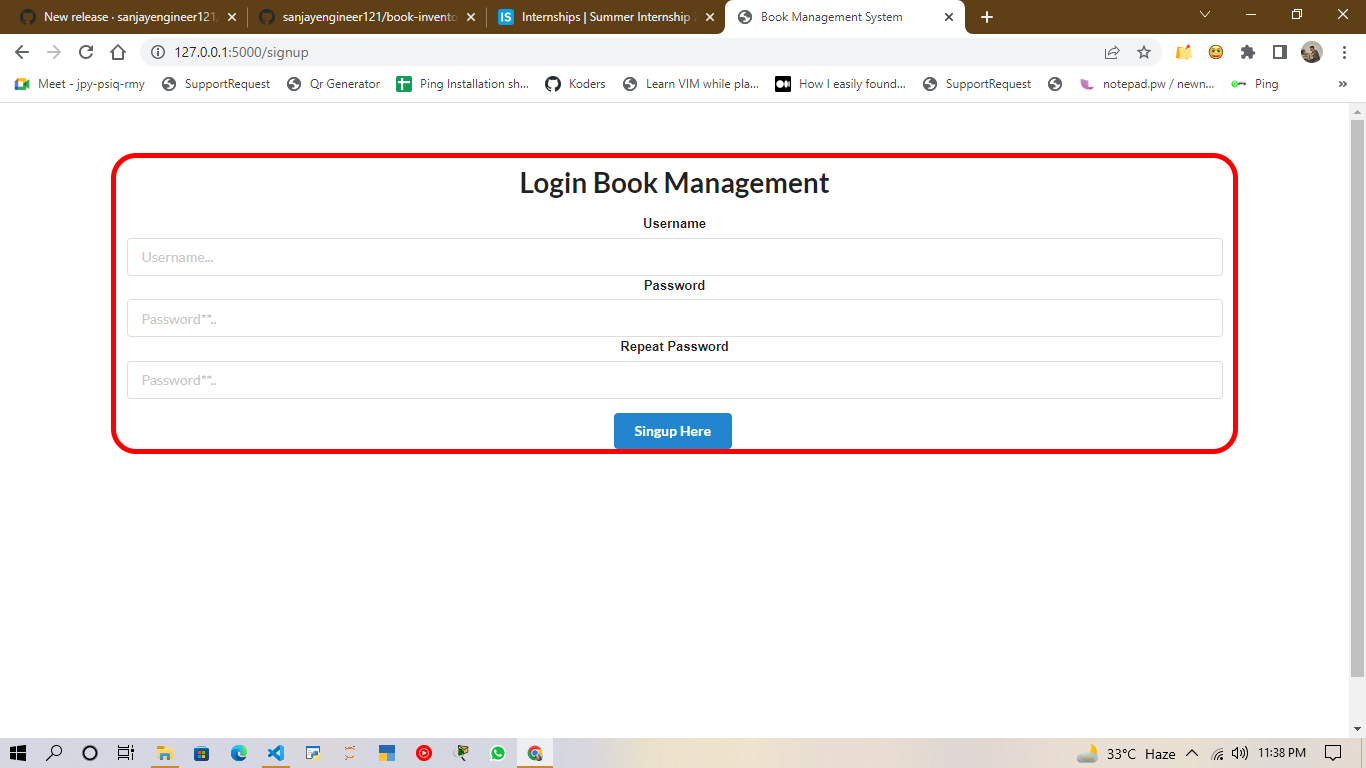 New release · sanjayengineer121/
sanjayengineer121/book-invento
IS Internships | Summer Internship
Book Management System
127.0.0.1:5000/signup
Meet - jpy-psiq-rmy
SupportRequest
Qr Generator
Ping Installation sh...
Koders
Learn VIM while pla...
How I easily found...
SupportRequest
notepad.pw / newn...
Ping
»
Login Book Management
Username
Username...
Password
Password**..
Repeat Password
Password**..
Singup Here
33°C Haze
11:38 PM